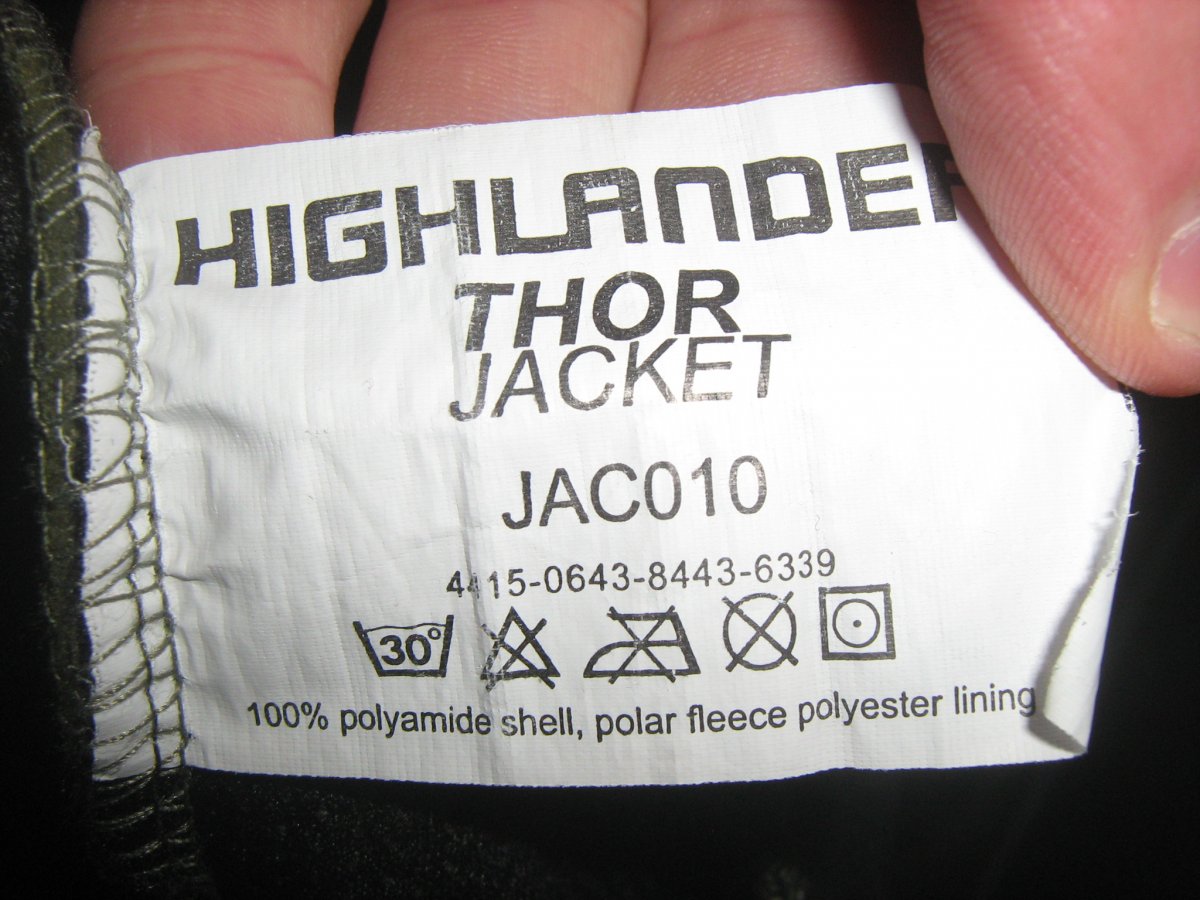 HIGHLANDER
THOR
JACKET
JAC010
4415-0643-8443-6339
30°
100% polyamide shell, polar fleece polyester lining